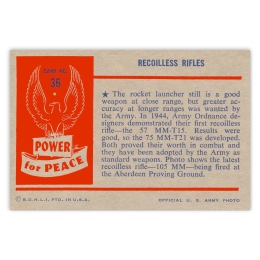 CARD NO.
36
POWER
for PEACE
RECOILLESS RIFLES
★ The rocket launcher still is a good
weapon at close range, but greater ac-
curacy at longer ranges was wanted by
the Army. In 1944, Army Ordnance de-
signers demonstrated their first recoilless
rifle—the 57 MM-T15. Results were
good, so the 75 MM-T21 was developed.
Both proved their worth in combat and
they have been adopted by the Army as
standard weapons. Photo shows the latest
recoilless rifle—105 MM—being fired at
the Aberdeen Proving Ground.
© B.G.H.L.I. PTD. IN U.S.A.
OFFICIAL U. S. ARMY PHOTO